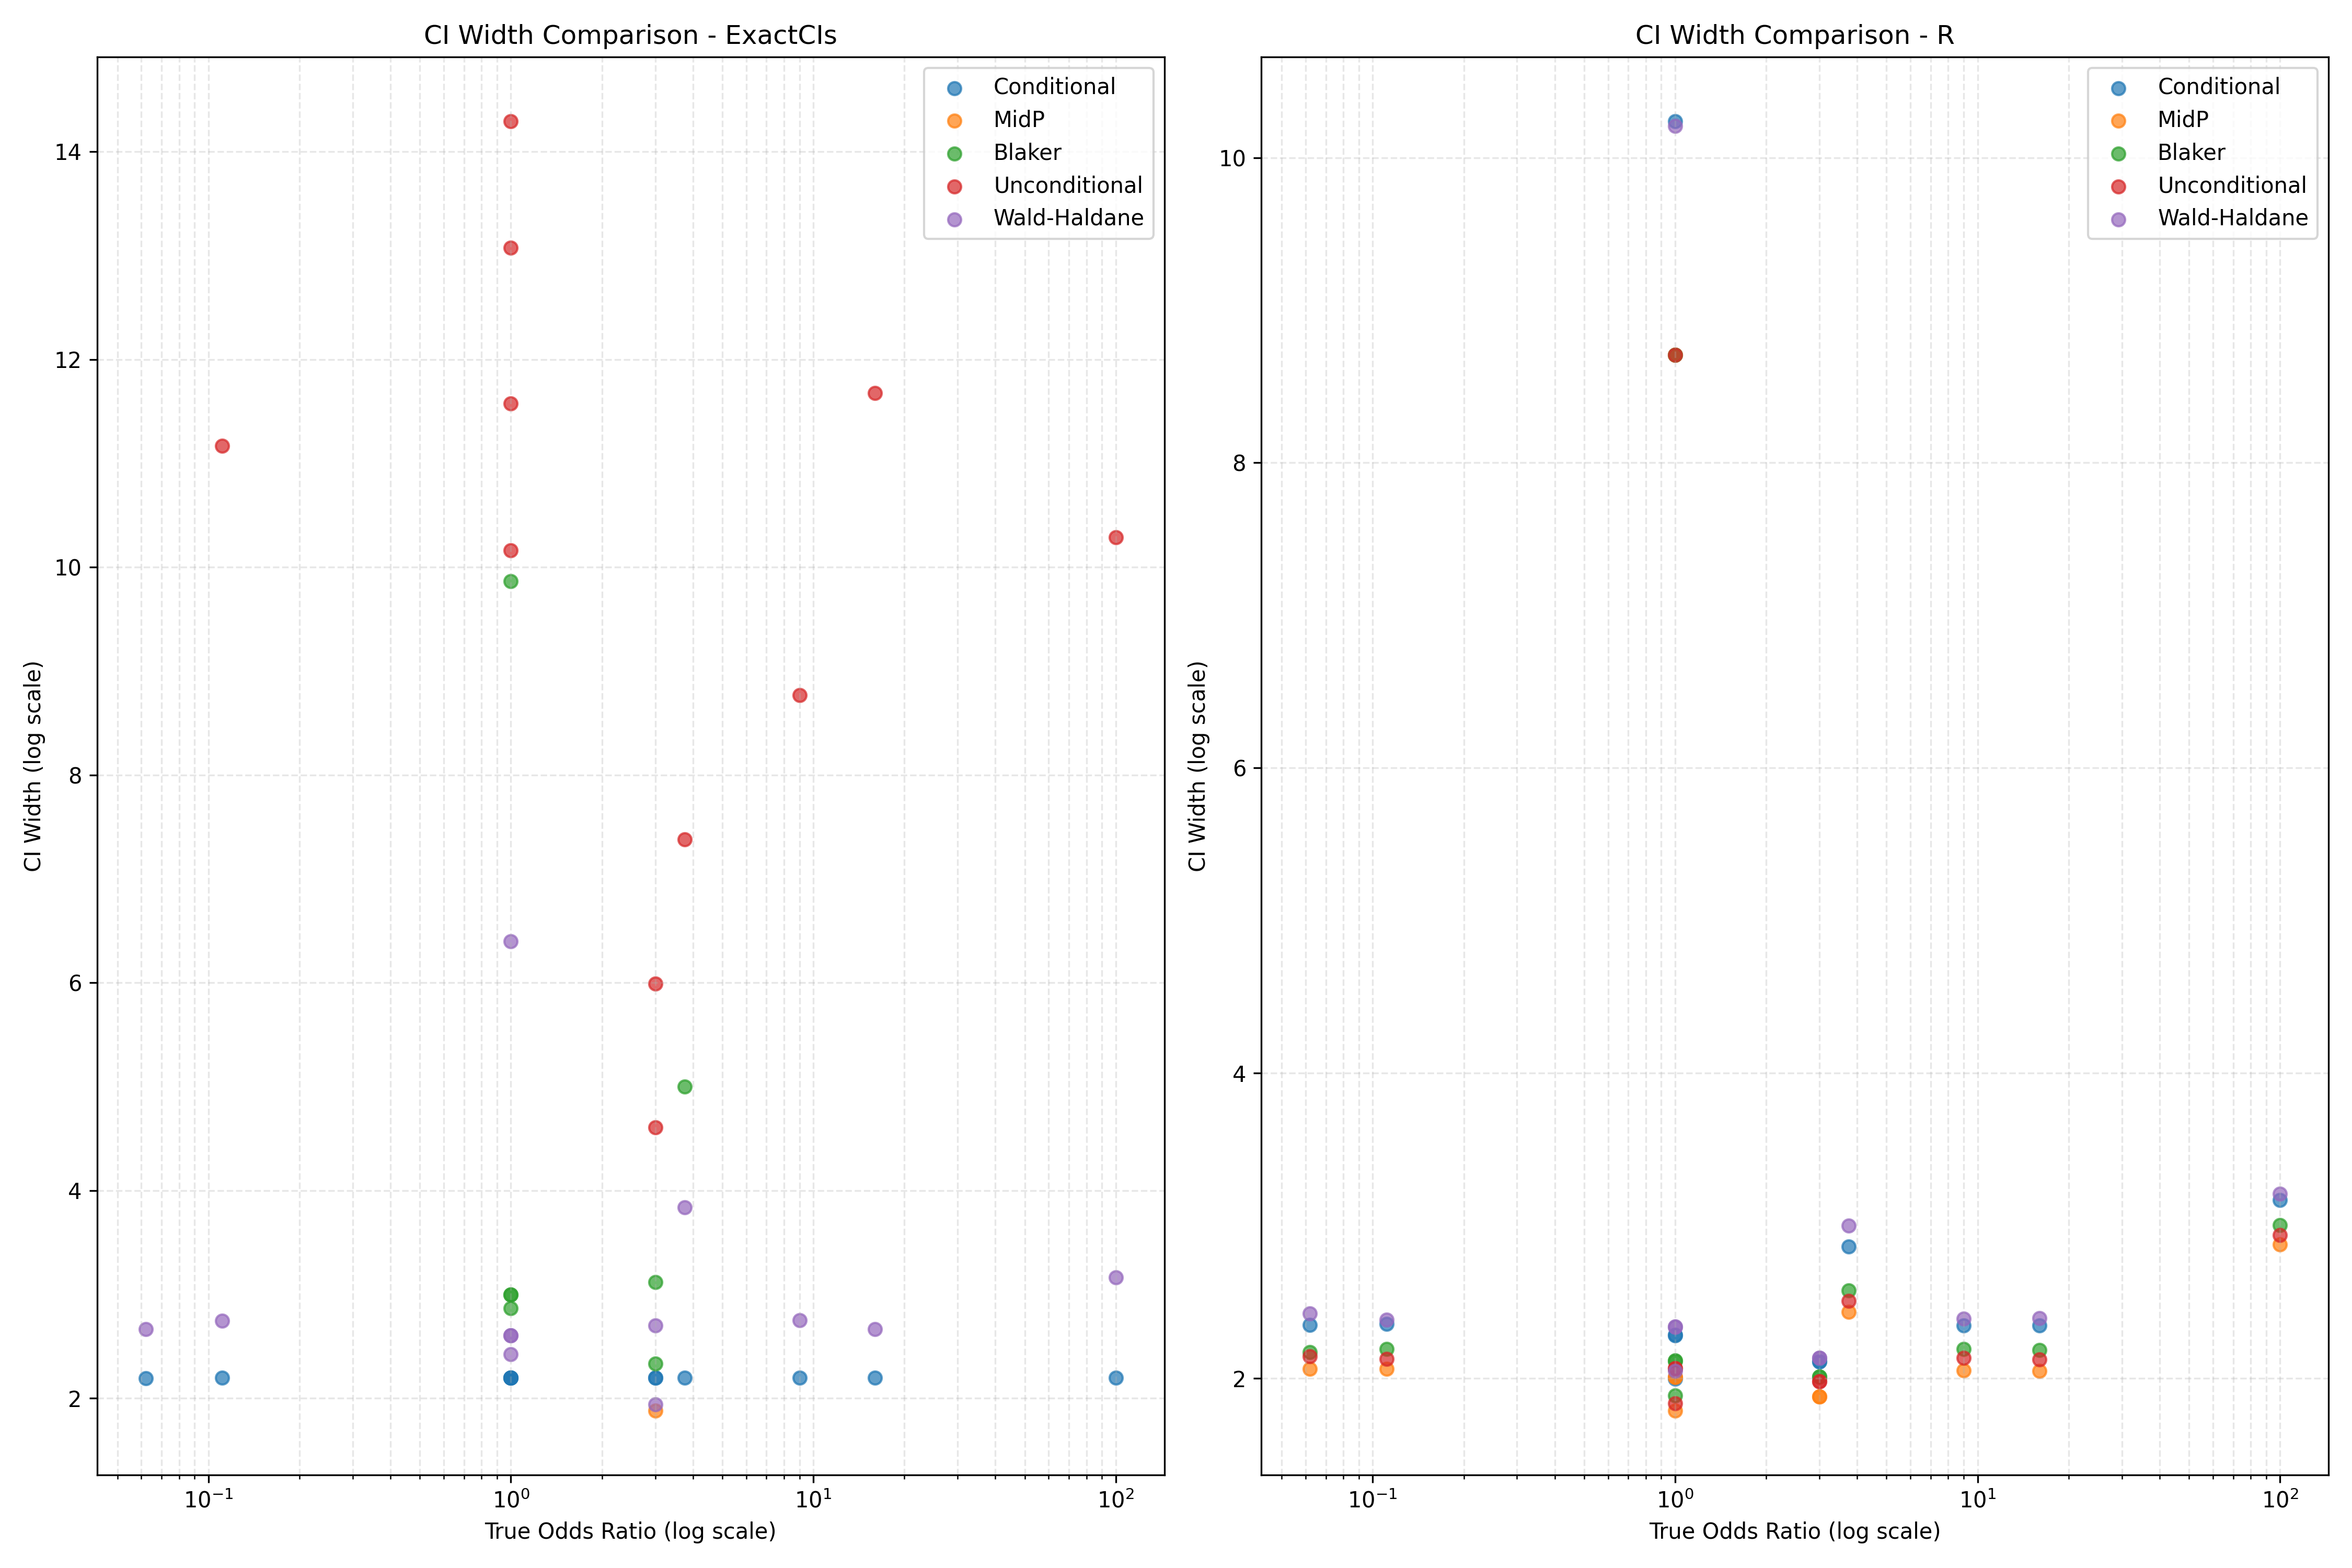 CI Width Comparison - ExactCIs
CI Width (log scale)
14
12
10
8
6
4
2
Conditional
MidP
Blaker
Unconditional
Wald-Haldane
10⁻¹
10⁰
10¹
10²
True Odds Ratio (log scale)
CI Width Comparison - R
CI Width (log scale)
10
8
6
4
2
Conditional
MidP
Blaker
Unconditional
Wald-Haldane
10⁻¹
10⁰
10¹
10²
True Odds Ratio (log scale)